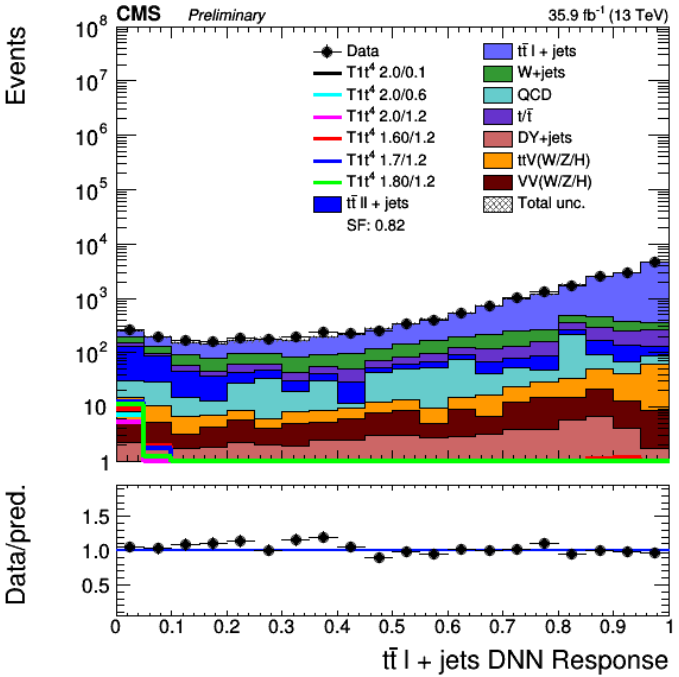 CMS Preliminary 35.9 fb⁻¹ (13 TeV)
Events
10⁸
10⁷
10⁶
10⁵
10⁴
10³
10²
10
1
Data
T1t⁴ 2.0/0.1
T1t⁴ 2.0/0.6
T1t⁴ 2.0/1.2
T1t⁴ 1.60/1.2
T1t⁴ 1.7/1.2
T1t⁴ 1.80/1.2
tt̄ ll + jets
SF: 0.82
tt̄ l + jets
W+jets
QCD
t/t̄
DY+jets
ttV(W/Z/H)
VV(W/Z/H)
Total unc.
Data/pred.
1.5
1.0
0.5
0 0.1 0.2 0.3 0.4 0.5 0.6 0.7 0.8 0.9 1
tt̄ l + jets DNN Response